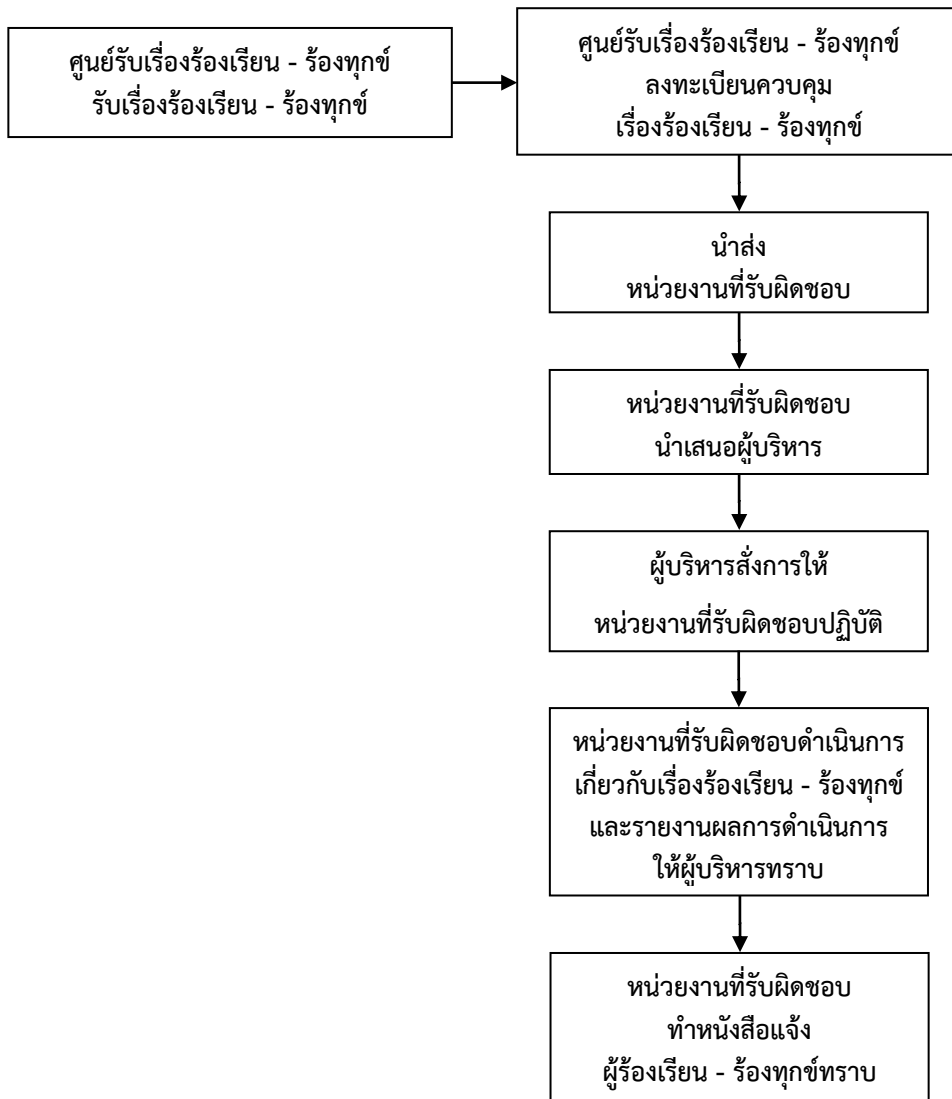 ศูนย์รับเรื่องร้องเรียน - ร้องทุกข์
รับเรื่องร้องเรียน - ร้องทุกข์
ศูนย์รับเรื่องร้องเรียน - ร้องทุกข์
ลงทะเบียนควบคุม
เรื่องร้องเรียน - ร้องทุกข์
นำส่ง
หน่วยงานที่รับผิดชอบ
หน่วยงานที่รับผิดชอบ
นำเสนอผู้บริหาร
ผู้บริหารสั่งการให้
หน่วยงานที่รับผิดชอบปฏิบัติ
หน่วยงานที่รับผิดชอบดำเนินการ
เกี่ยวกับเรื่องร้องเรียน - ร้องทุกข์
และรายงานผลการดำเนินการ
ให้ผู้บริหารทราบ
หน่วยงานที่รับผิดชอบ
ทำหนังสือแจ้ง
ผู้ร้องเรียน - ร้องทุกข์ทราบ